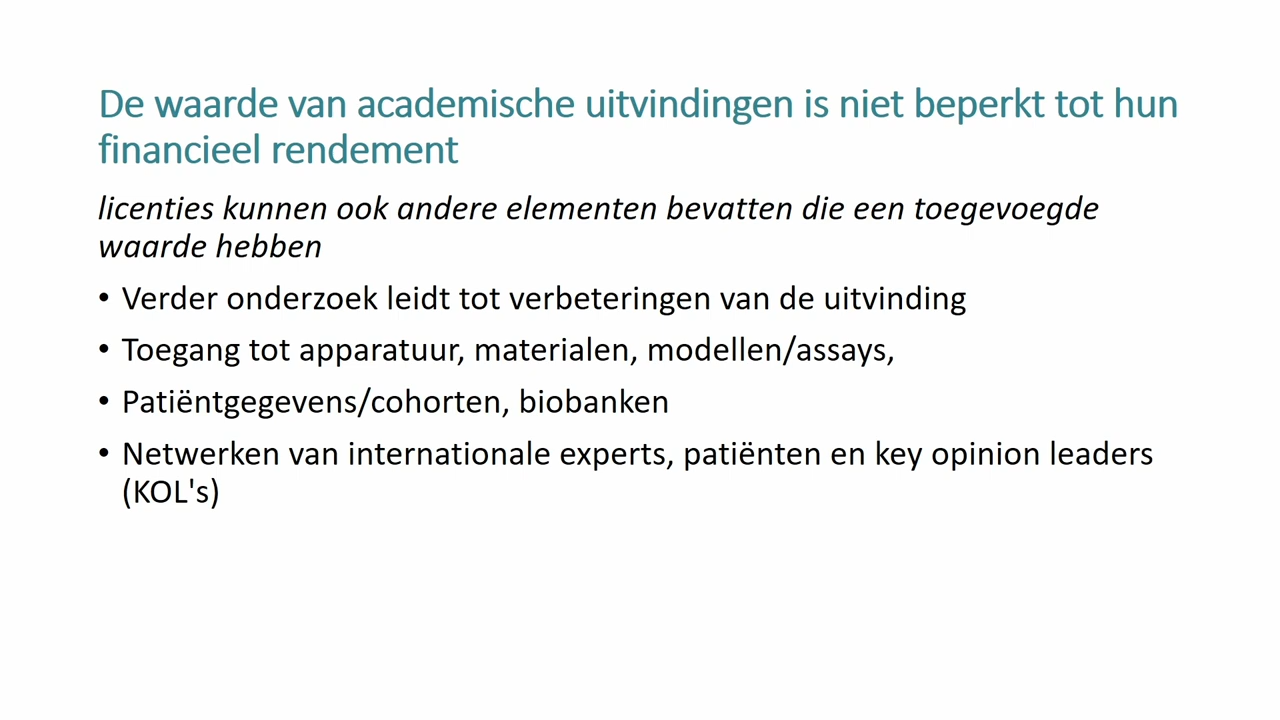 De waarde van academische uitvindingen is niet beperkt tot hun
financieel rendement
licenties kunnen ook andere elementen bevatten die een toegevoegde
waarde hebben
• Verder onderzoek leidt tot verbeteringen van de uitvinding
• Toegang tot apparatuur, materialen, modellen/assays,
• Patiëntgegevens/cohorten, biobanken
• Netwerken van internationale experts, patiënten en key opinion leaders
(KOL's)